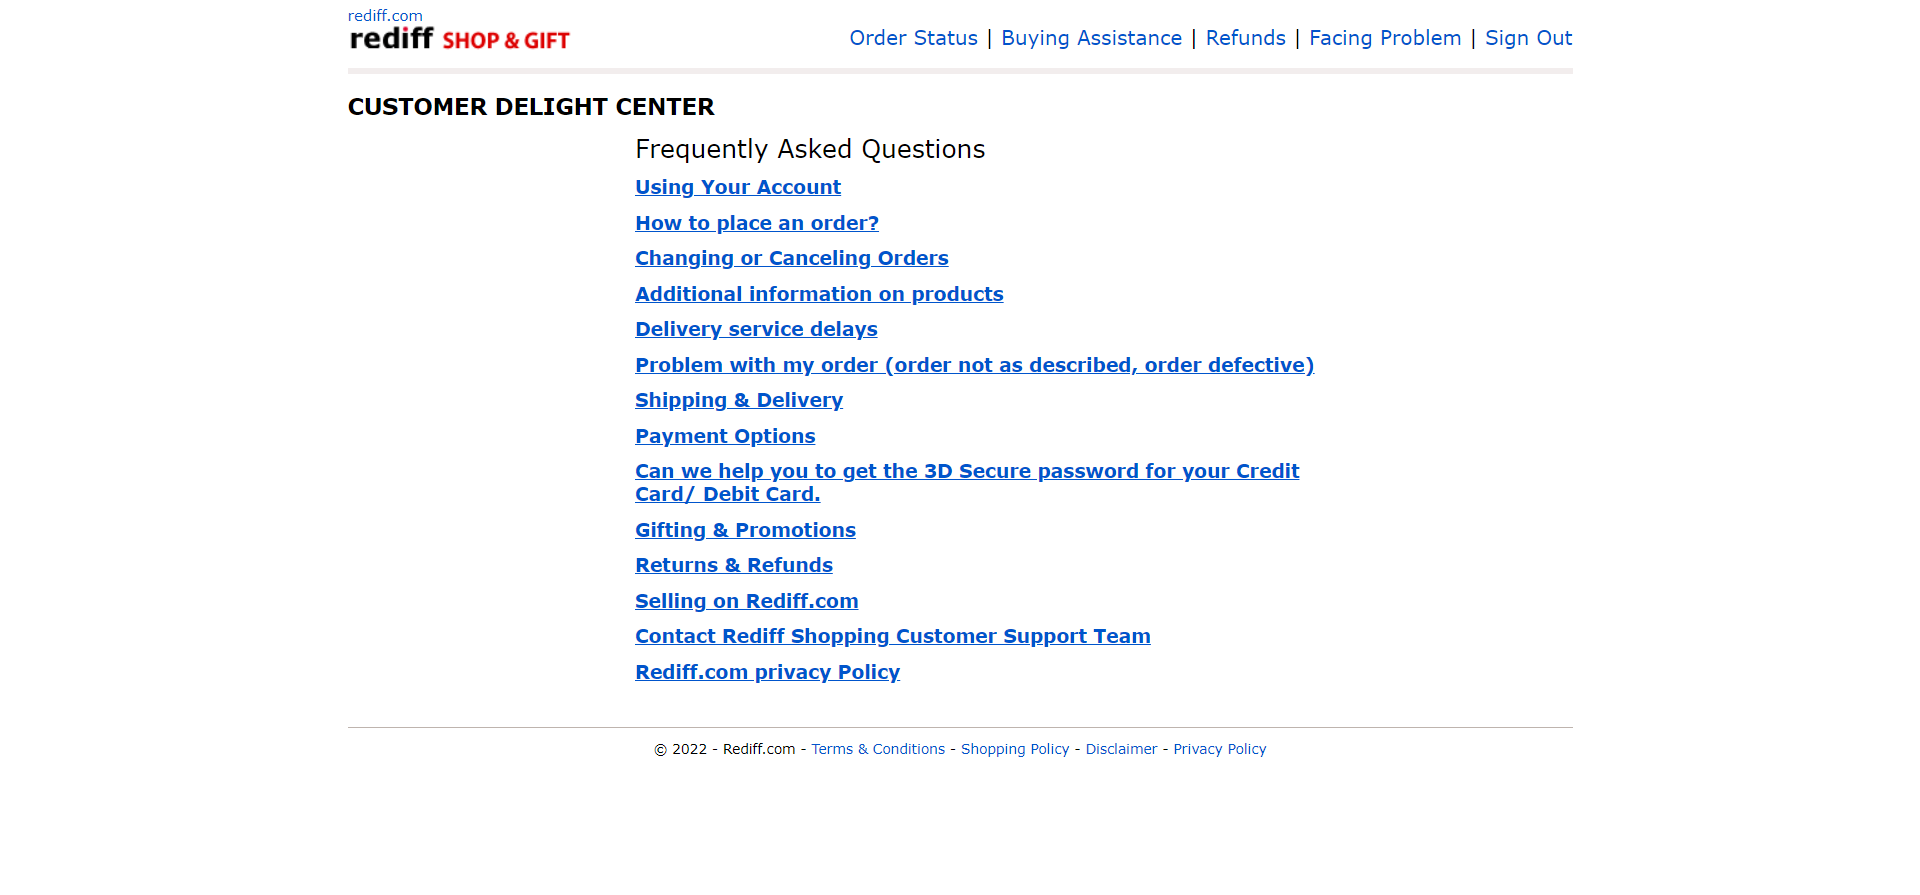 rediff.com
rediff SHOP & GIFT
Order Status | Buying Assistance | Refunds | Facing Problem | Sign Out
CUSTOMER DELIGHT CENTER
Frequently Asked Questions
Using Your Account
How to place an order?
Changing or Canceling Orders
Additional information on products
Delivery service delays
Problem with my order (order not as described, order defective)
Shipping & Delivery
Payment Options
Can we help you to get the 3D Secure password for your Credit
Card/ Debit Card.
Gifting & Promotions
Returns & Refunds
Selling on Rediff.com
Contact Rediff Shopping Customer Support Team
Rediff.com privacy Policy
© 2022 - Rediff.com - Terms & Conditions - Shopping Policy - Disclaimer - Privacy Policy